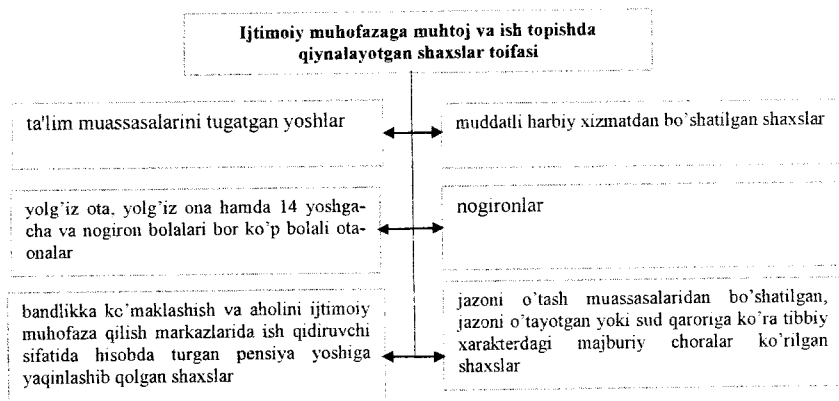 Ijtimoiy muhofazaga muhtoj va ish topishda
qiynalayotgan shaxslar toifasi
ta'lim muassasalarini tugatgan yoshlar
muddatli harbiy xizmatdan bo'shatilgan shaxslar
yolg'iz ota, yolg'iz ona hamda 14 yoshga-
cha va nogiron bolalari bor ko'p bolali ota-
onalar
nogironlar
bandlikka ko'maklashish va aholini ijtimoiy
muhofaza qilish markazlarida ish qidiruvchi
sifatida hisobda turgan pensiya yoshiga
yaqinlashib qolgan shaxslar
jazoni o'tash muassasalaridan bo'shatilgan,
jazoni o'tayotgan yoki sud qaroriga ko'ra tibbiy
xarakterdagi majburiy choralar ko'rilgan
shaxslar